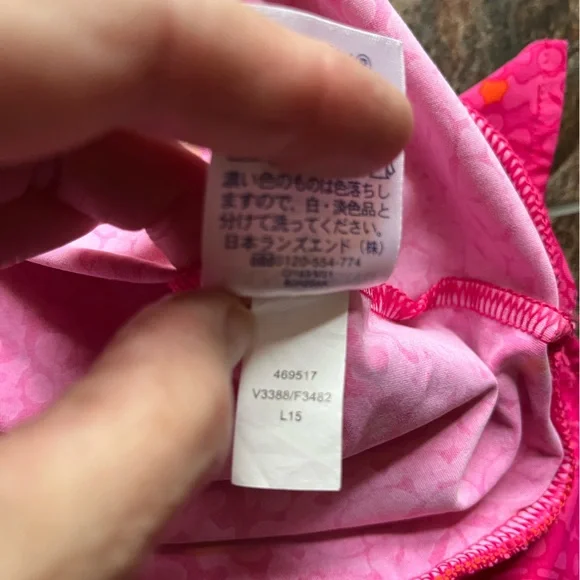 ®
濃い色のものは色落ちし
ますので、白・淡色品と
分けて洗ってください。
日本ランズエンド（株）
0120-554-774
469517
V3388/F3482
L15